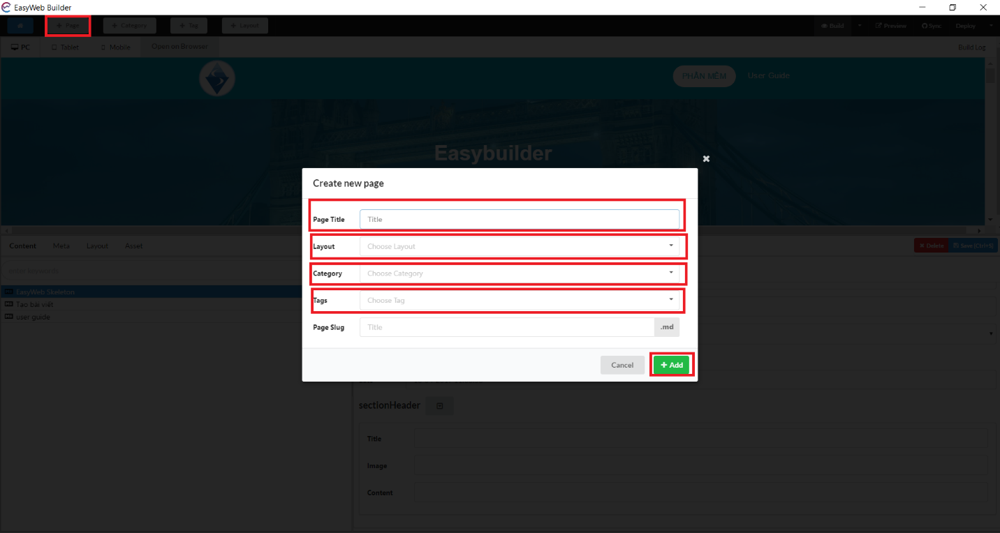 EasyWeb Builder
+ Page + Category + Tag + Layout Build Preview Sync Deploy
PC Tablet Mobile Open on Browser Build Log
PHẦN MỀM User Guide
Easybuilder
Create new page
Page Title Title
Layout Choose Layout
Category Choose Category
Tags Choose Tag
Page Slug Title .md
Cancel + Add
Content Meta Layout Asset Delete Save (Ctrl+S)
enter keywords
EasyWeb Skeleton
Tạo bài viết
user guide
sectionHeader
Title
Image
Content